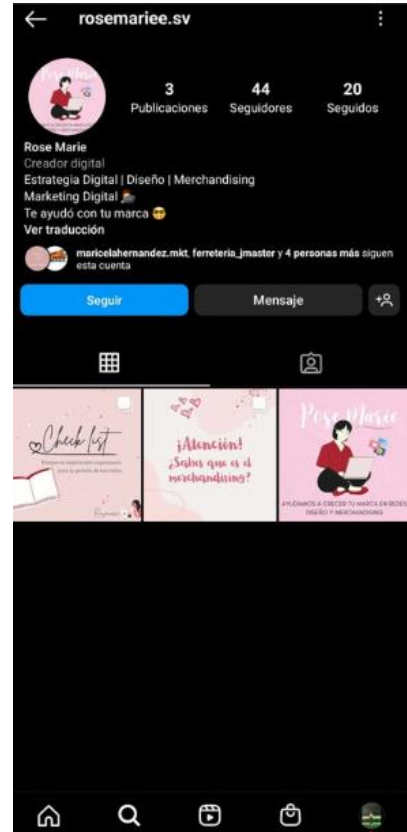 rosemariee.sv
3
Publicaciones
44
Seguidores
20
Seguidos
Rose Marie
Creador digital
Estrategia Digital | Diseño | Merchandising
Marketing Digital
Te ayudó con tu marca
Ver traducción
maricelahernandez.mkt, ferreteria_jmaster y 4 personas más siguen
esta cuenta
Seguir
Mensaje
Check list
¡Atención!
¿Sabes que es el
merchandising?
Rose Marie
AYUDAMOS A CRECER TU MARCA EN REDES
DISEÑO Y MERCHANDISING